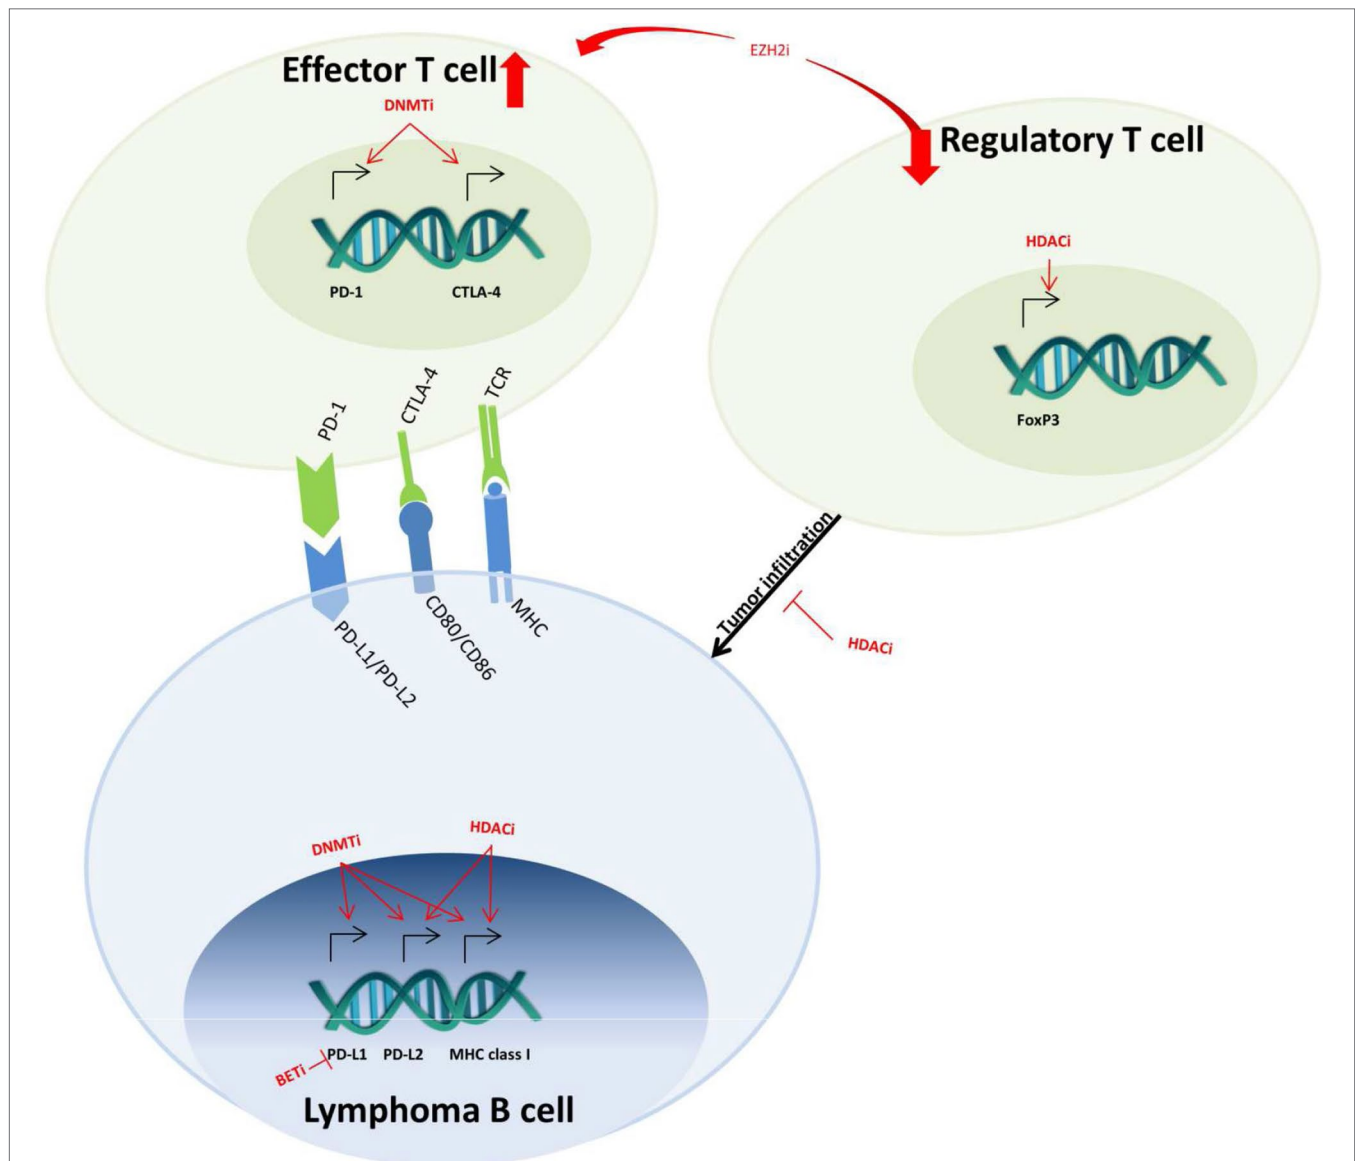 EZH2i
Effector T cell
DNMTi
PD-1
CTLA-4
Regulatory T cell
HDACi
FoxP3
PD-1
CTLA-4
TCR
Tumor infiltration
HDACi
PD-L1/PD-L2
CD80/CD86
MHC
DNMTi
HDACi
PD-L1
PD-L2
MHC class I
BETi
Lymphoma B cell